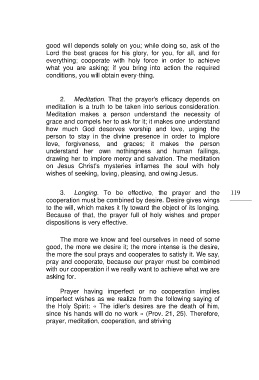 good will depends solely on you; while doing so, ask of the
Lord the best graces for his glory, for you, for all, and for
everything; cooperate with holy force in order to achieve
what you are asking; if you bring into action the required
conditions, you will obtain every-thing.
2. Meditation. That the prayer's efficacy depends on
meditation is a truth to be taken into serious consideration.
Meditation makes a person understand the necessity of
grace and compels her to ask for it; it makes one understand
how much God deserves worship and love, urging the
person to stay in the divine presence in order to implore
love, forgiveness, and graces; it makes the person
understand her own nothingness and human failings,
drawing her to implore mercy and salvation. The meditation
on Jesus Christ's mysteries inflames the soul with holy
wishes of seeking, loving, pleasing, and owing Jesus.
3. Longing. To be effective, the prayer and the
cooperation must be combined by desire. Desire gives wings
to the will, which makes it fly toward the object of its longing.
Because of that, the prayer full of holy wishes and proper
dispositions is very effective.
119
The more we know and feel ourselves in need of some
good, the more we desire it; the more intense is the desire,
the more the soul prays and cooperates to satisfy it. We say,
pray and cooperate, because our prayer must be combined
with our cooperation if we really want to achieve what we are
asking for.
Prayer having imperfect or no cooperation implies
imperfect wishes as we realize from the following saying of
the Holy Spirit: « The idler's desires are the death of him,
since his hands will do no work » (Prov. 21, 25). Therefore,
prayer, meditation, cooperation, and striving